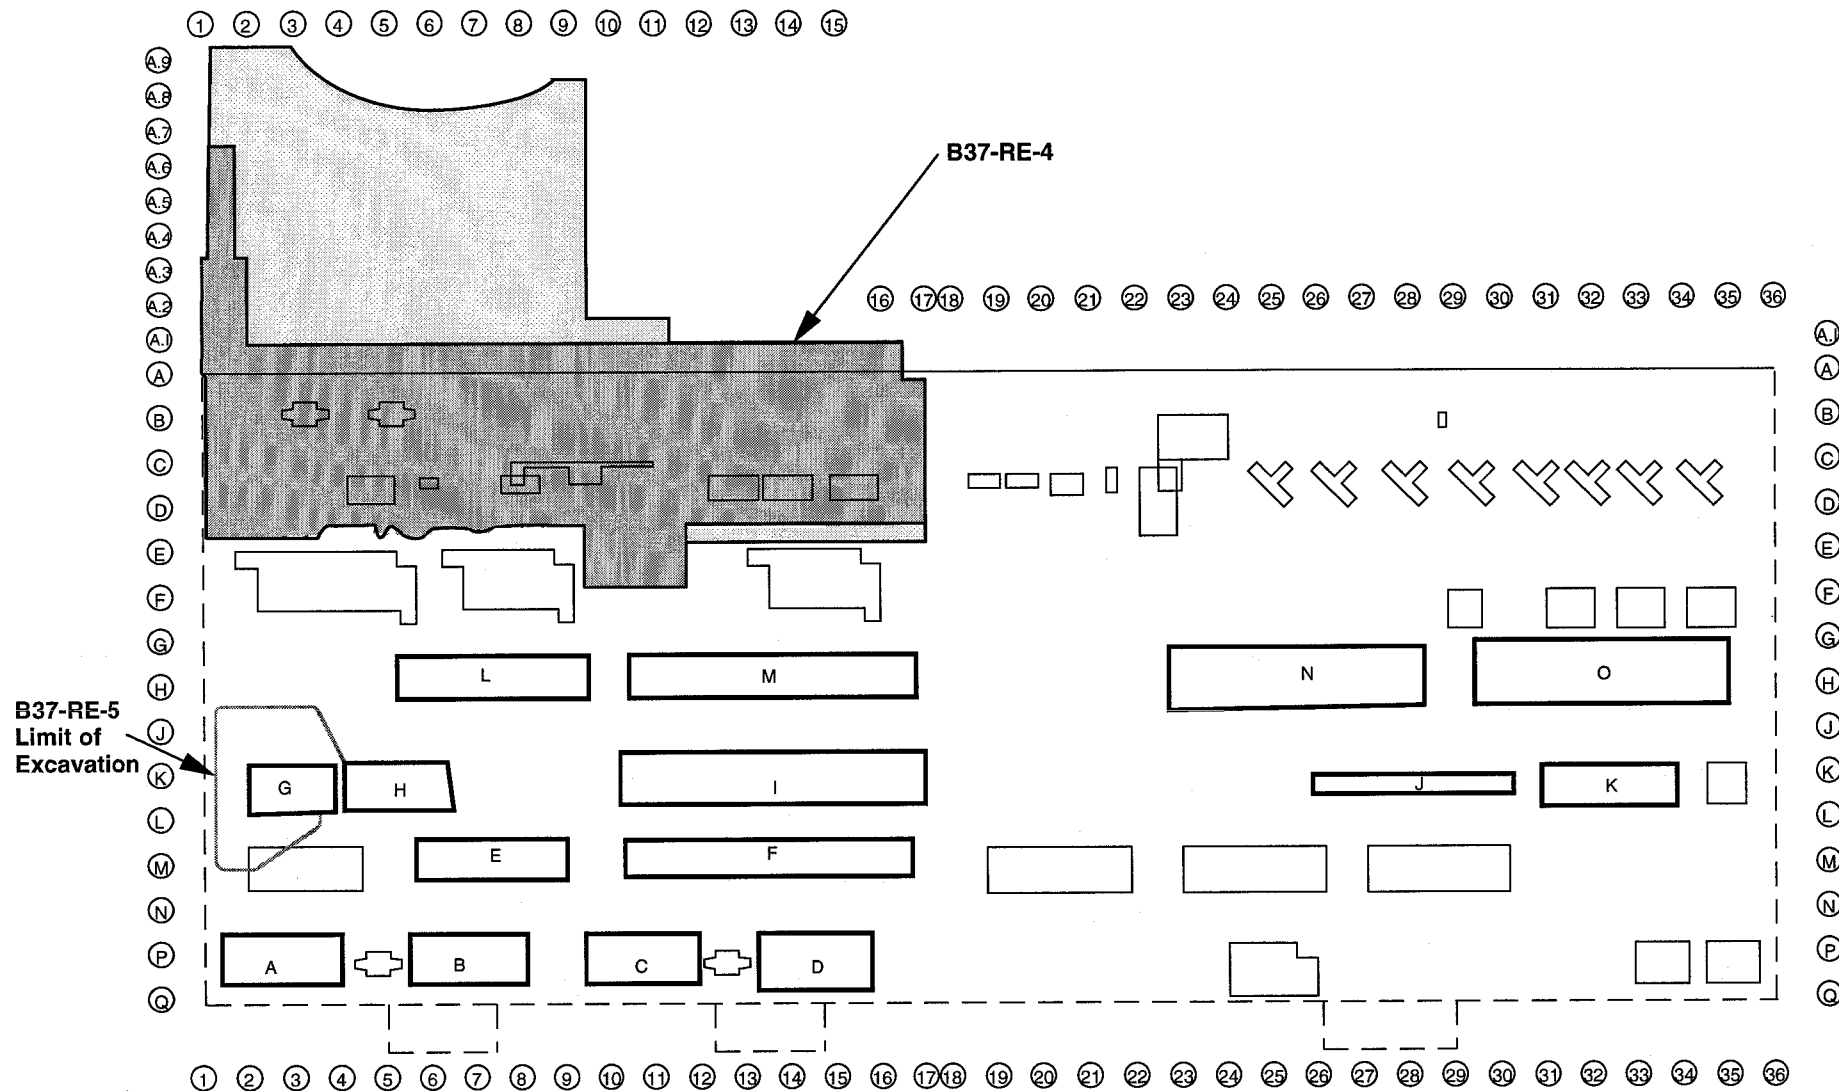 1 2 3 4 5 6 7 8 9 10 11 12 13 14 15
A.9
A.8
A.7
B37-RE-4
A.6
A.5
A.4
A.3
16 17 18 19 20 21 22 23 24 25 26 27 28 29 30 31 32 33 34 35 36
A.2
A.1 A.1
A A
B B
C C
D D
E E
F F
G G
L M N O
H H
B37-RE-5
Limit of
Excavation
J J
K G H I J K K
L L
E F
M M
N N
P A B C D P
Q Q
1 2 3 4 5 6 7 8 9 10 11 12 13 14 15 16 17 18 19 20 21 22 23 24 25 26 27 28 29 30 31 32 33 34 35 36